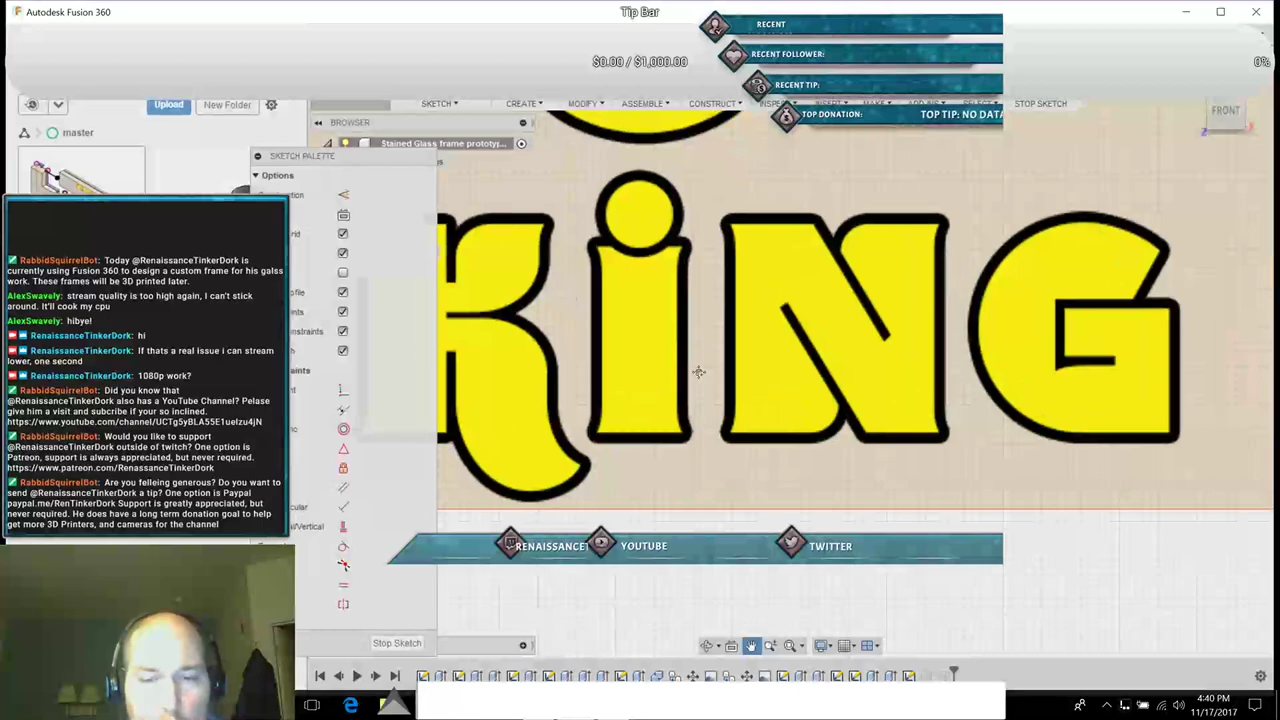 Autodesk Fusion 360
Tip Bar
RECENT
$0.00 / $1,000.00
RECENT FOLLOWER:
0%
RECENT TIP:
Upload
New Folder
SKETCH
CREATE
MODIFY
ASSEMBLE
CONSTRUCT
STOP SKETCH
TOP DONATION:
TOP TIP: NO DATA
FRONT
BROWSER
master
Stained Glass frame prototyp...
SKETCH PALETTE
Options
KiNG
RabbidSquirrelBot: Today @RenaissanceTinkerDork is
currently using Fusion 360 to design a custom frame for his galss
work. These frames will be 3D printed later.
AlexSwavely: stream quality is too high again, I can't stick
around. It'll cook my cpu
AlexSwavely: hibye!
RenaissanceTinkerDork: hi
RenaissanceTinkerDork: If thats a real issue i can stream
lower, one second
RenaissanceTinkerDork: 1080p work?
RabbidSquirrelBot: Did you know that
@RenaissanceTinkerDork also has a YouTube Channel? Pelase
give him a visit and subcribe if your so inclined.
https://www.youtube.com/channel/UCTg5yBLA55E1uelzu4jN
RabbidSquirrelBot: Would you like to support
@RenaissanceTinkerDork outside of twitch? One option is
Patreon, support is always appreciated, but never required.
https://www.patreon.com/RenassanceTinkerDork
RabbidSquirrelBot: Are you felleing generous? Do you want to
send @RenaissanceTinkerDork a tip? One option is Paypal
paypal.me/RenTinkerDork Support is greatly appreciated, but
never required. He does have a long term donation goal to help
get more 3D Printers, and cameras for the channel
RENAISSANCET
YOUTUBE
TWITTER
Stop Sketch
4:40 PM
11/17/2017